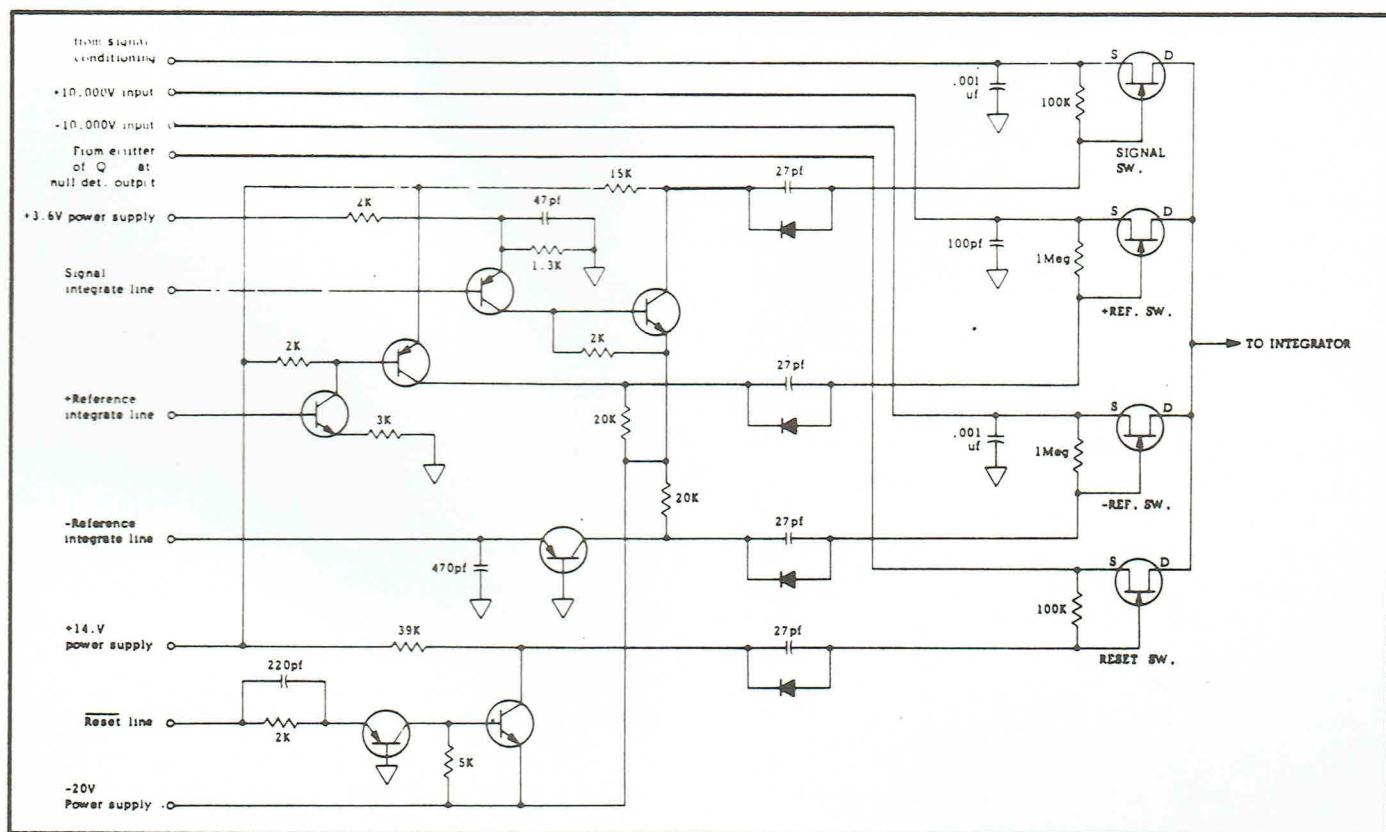 from signal
conditioning
+10.000V input
-10.000V input
From emitter
of Q at
null det. output
+3.6V power supply
Signal
integrate line
+Reference
integrate line
-Reference
integrate line
+14.V
power supply
Reset line
-20V
Power supply
2K
47pf
1.3K
15K
2K
2K
3K
20K
20K
470pf
39K
220pf
2K
5K
27pf
27pf
27pf
27pf
.001
uf
100K
S D
SIGNAL
SW.
100pf
1Meg
S D
+REF. SW.
TO INTEGRATOR
.001
uf
1Meg
S D
-REF. SW.
100K
S D
RESET SW.